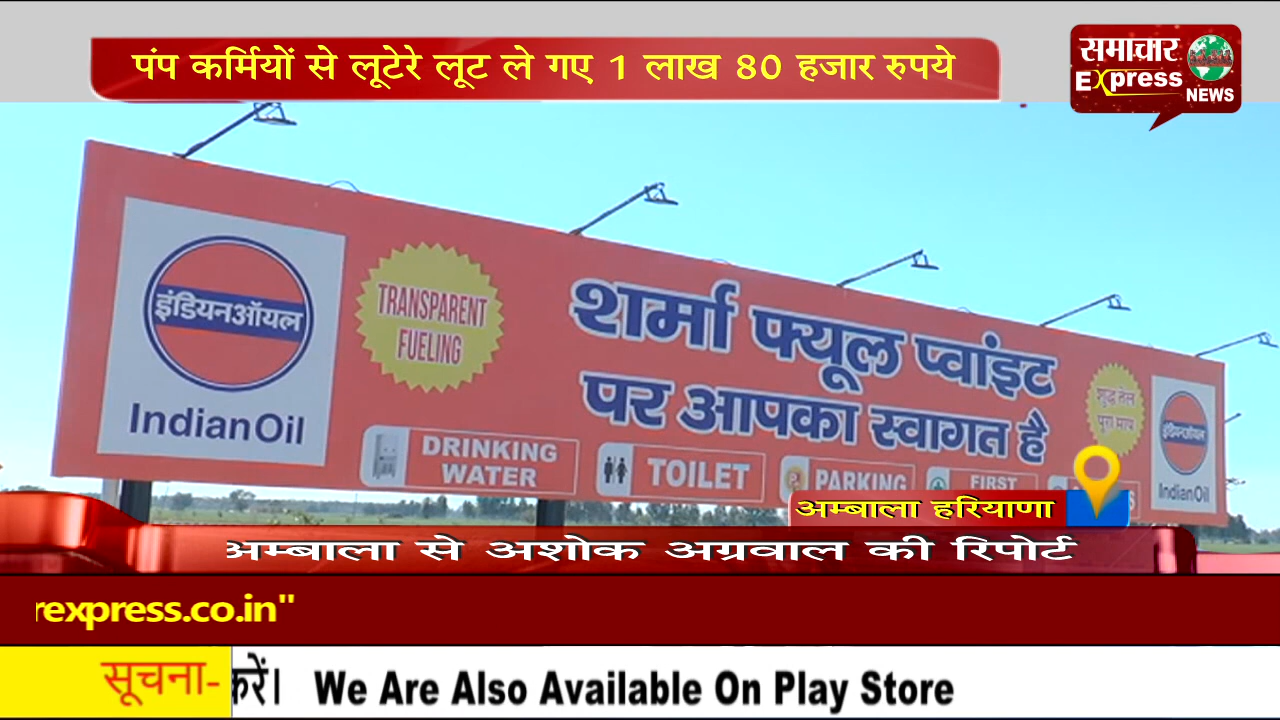 पंप कर्मियों से लूटेरे लूट ले गए 1 लाख 80 हजार रुपये
समाचार
Express
NEWS
इंडियनऑयल
IndianOil
TRANSPARENT
FUELING
शर्मा फ्यूल प्वांइट
पर आपका स्वागत है
शुद्ध तेल
पूरा माप
इंडियनऑयल
IndianOil
DRINKING
WATER
TOILET
PARKING
FIRST
अम्बाला हरियाणा
अम्बाला से अशोक अग्रवाल की रिपोर्ट
rexpress.co.in"
सूचना- करें। We Are Also Available On Play Store